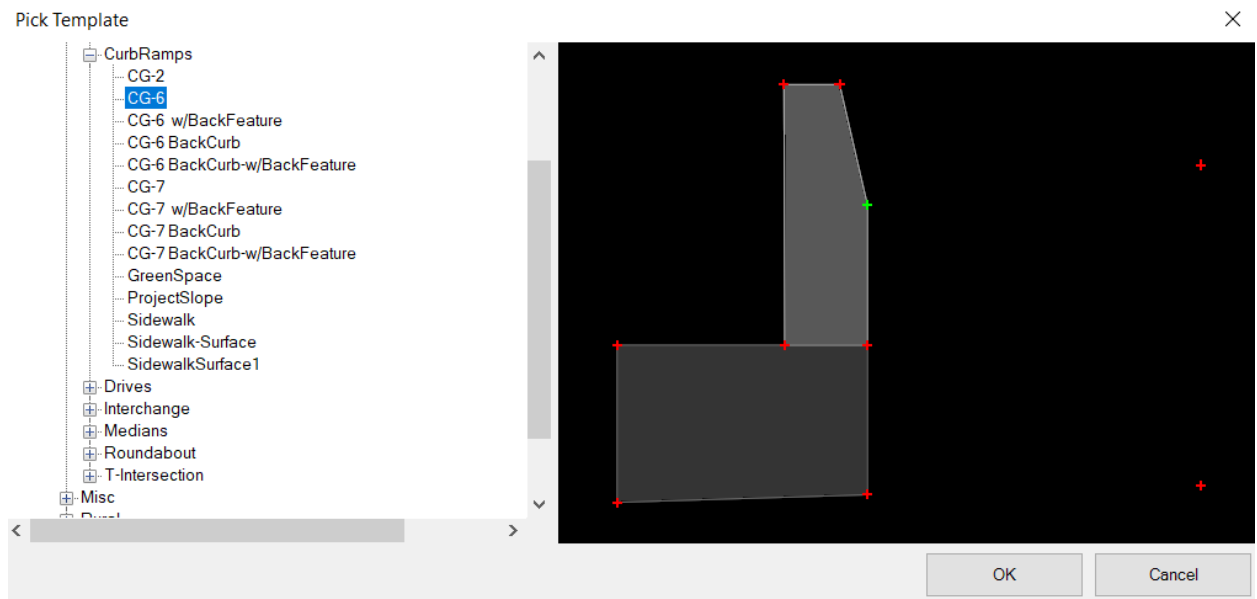 Pick Template
CurbRamps
CG-2
CG-6
CG-6 w/BackFeature
CG-6 BackCurb
CG-6 BackCurb-w/BackFeature
CG-7
CG-7 w/BackFeature
CG-7 BackCurb
CG-7 BackCurb-w/BackFeature
GreenSpace
ProjectSlope
Sidewalk
Sidewalk-Surface
SidewalkSurface1
Drives
Interchange
Medians
Roundabout
T-Intersection
Misc
OK Cancel